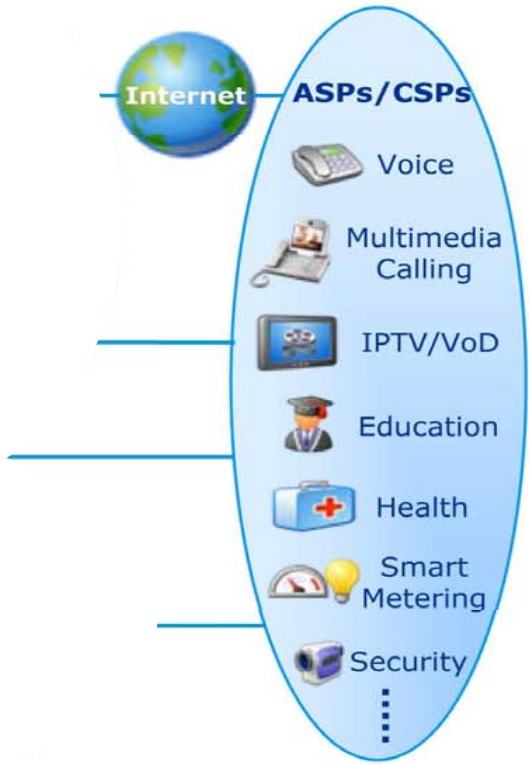 Internet
ASPs/CSPs
Voice
Multimedia
Calling
IPTV/VoD
Education
Health
Smart
Metering
Security